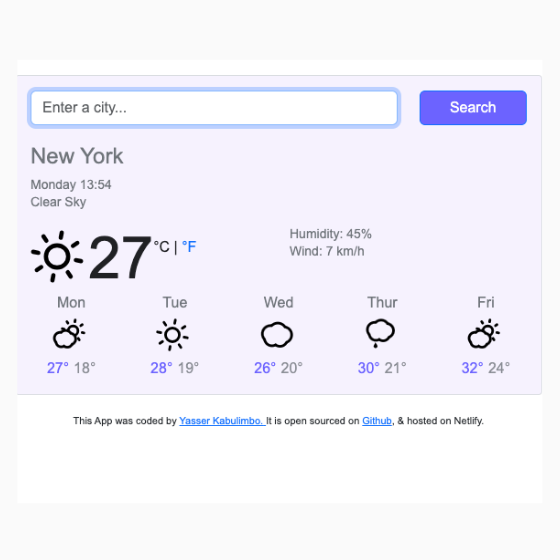 Enter a city...
Search
New York
Monday 13:54
Clear Sky
27 °C | °F
Humidity: 45%
Wind: 7 km/h
Mon Tue Wed Thur Fri
27° 18° 28° 19° 26° 20° 30° 21° 32° 24°
This App was coded by Yasser Kabulimbo. It is open sourced on Github, & hosted on Netlify.